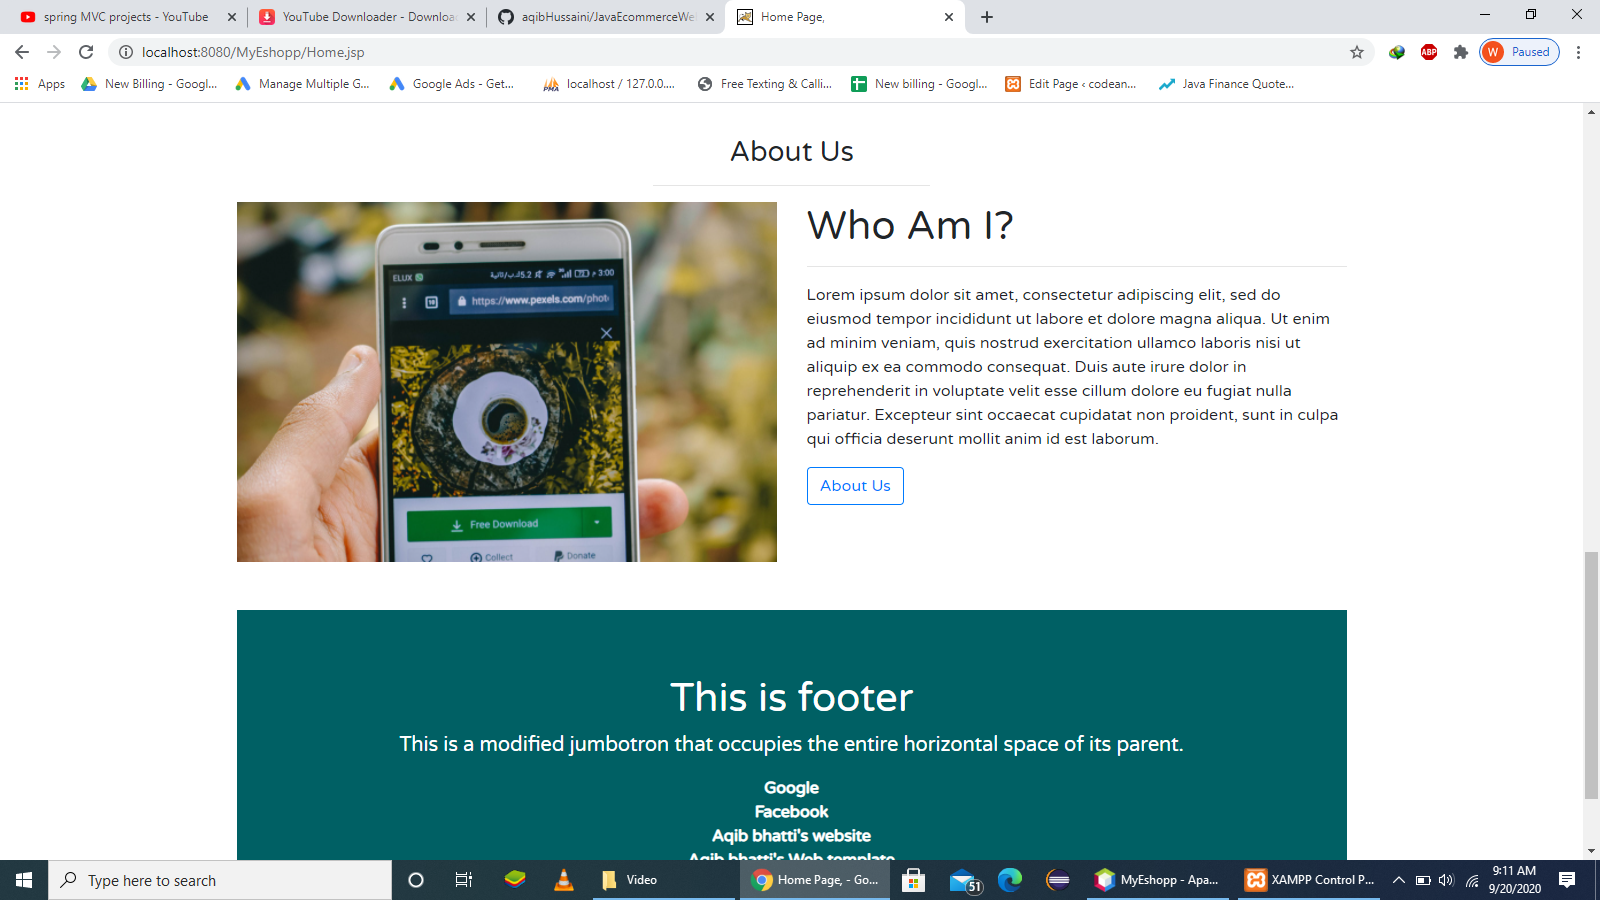 spring MVC projects - YouTube
YouTube Downloader - Downloa
aqibHussaini/JavaEcommerceWe
Home Page,
localhost:8080/MyEshopp/Home.jsp
ABP
W Paused
Apps
New Billing - Googl...
Manage Multiple G...
Google Ads - Get...
PMA
localhost / 127.0.0....
Free Texting & Calli...
New billing - Googl...
Edit Page ‹ codean...
Java Finance Quote...
About Us
ELUX
3:00
https://www.pexels.com/phot
Free Download
Collect
Donate
Who Am I?
Lorem ipsum dolor sit amet, consectetur adipiscing elit, sed do
eiusmod tempor incididunt ut labore et dolore magna aliqua. Ut enim
ad minim veniam, quis nostrud exercitation ullamco laboris nisi ut
aliquip ex ea commodo consequat. Duis aute irure dolor in
reprehenderit in voluptate velit esse cillum dolore eu fugiat nulla
pariatur. Excepteur sint occaecat cupidatat non proident, sunt in culpa
qui officia deserunt mollit anim id est laborum.
About Us
This is footer
This is a modified jumbotron that occupies the entire horizontal space of its parent.
Google
Facebook
Aqib bhatti's website
Aqib bhatti's Web template
Type here to search
Video
Home Page, - Go...
51
MyEshopp - Apa...
XAMPP Control P...
9:11 AM
9/20/2020